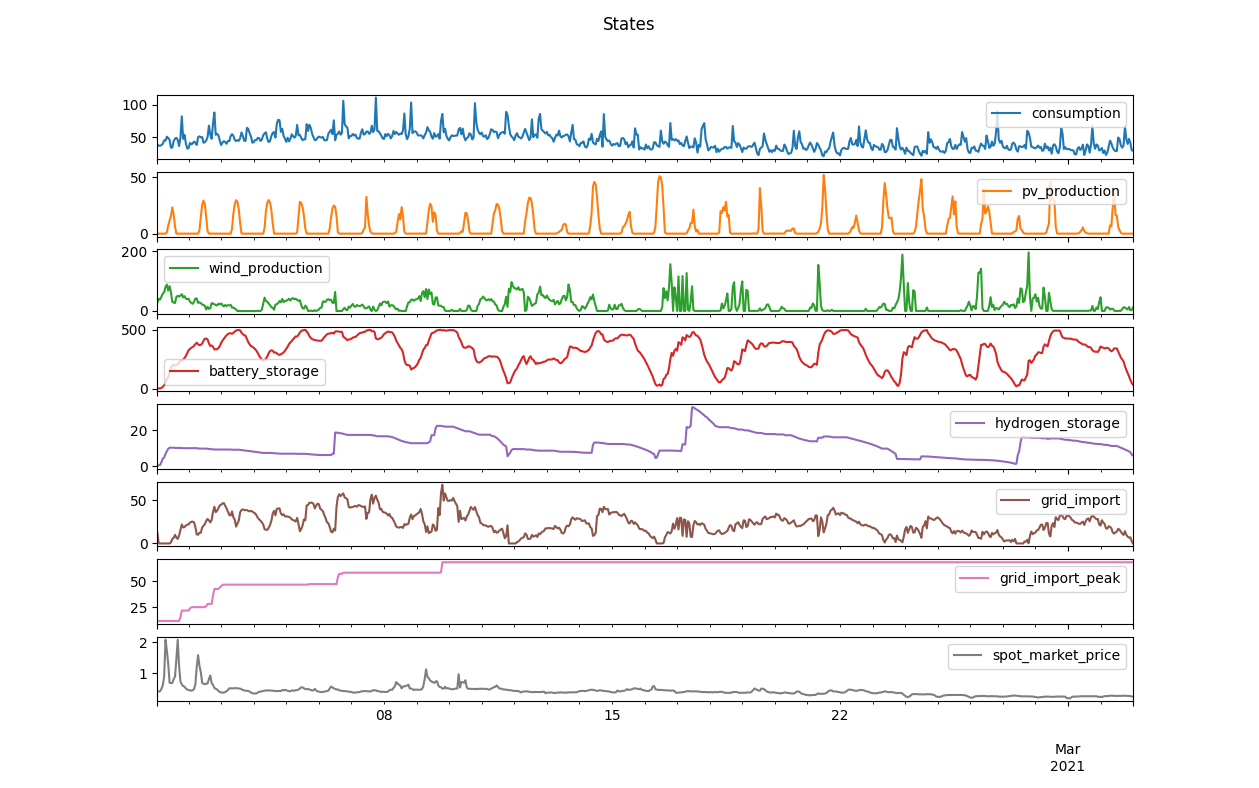 States
100
50
consumption
50
0
pv_production
200
0
wind_production
500
0
battery_storage
20
0
hydrogen_storage
50
0
grid_import
50
25
grid_import_peak
2
1
spot_market_price
08
15
22
Mar
2021